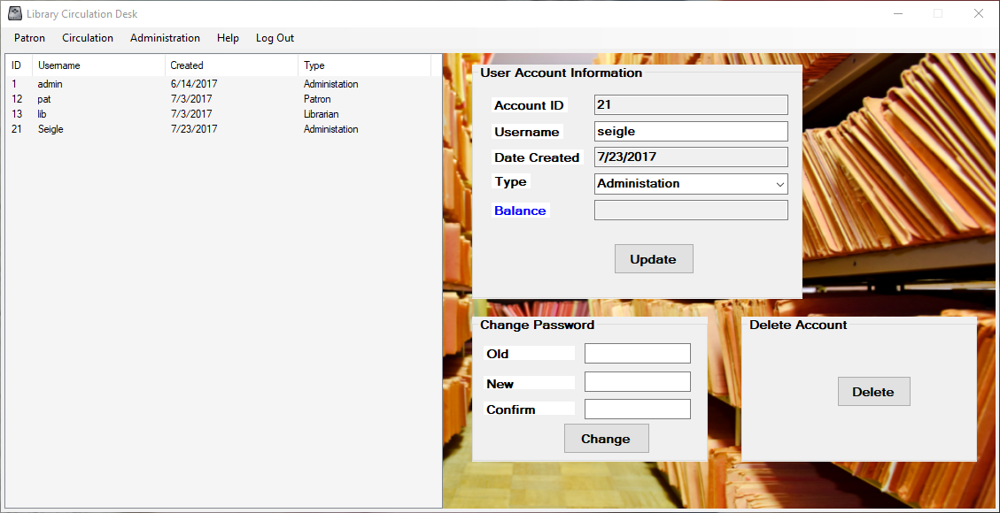 Library Circulation Desk
Patron Circulation Administration Help Log Out
ID Username Created Type
1 admin 6/14/2017 Administation
12 pat 7/3/2017 Patron
13 lib 7/3/2017 Librarian
21 Seigle 7/23/2017 Administation
User Account Information
Account ID 21
Username seigle
Date Created 7/23/2017
Type Administation
Balance
Update
Change Password
Old
New
Confirm
Change
Delete Account
Delete